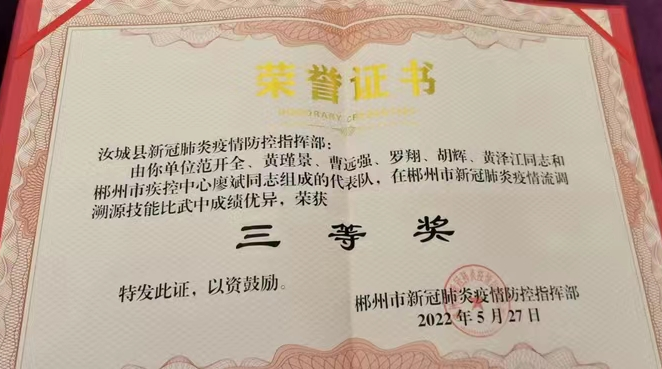 荣誉证书
HONORARY CERTIFICATE
汝城县新冠肺炎疫情防控指挥部：
由你单位范开全、黄瑾景、曹远强、罗翔、胡辉、黄泽江同志和
郴州市疾控中心廖斌同志组成的代表队，在郴州市新冠肺炎疫情流调
溯源技能比武中成绩优异，荣获
三等奖
特发此证，以资鼓励。
郴州市新冠肺炎疫情防控指挥部
2022年5月27日